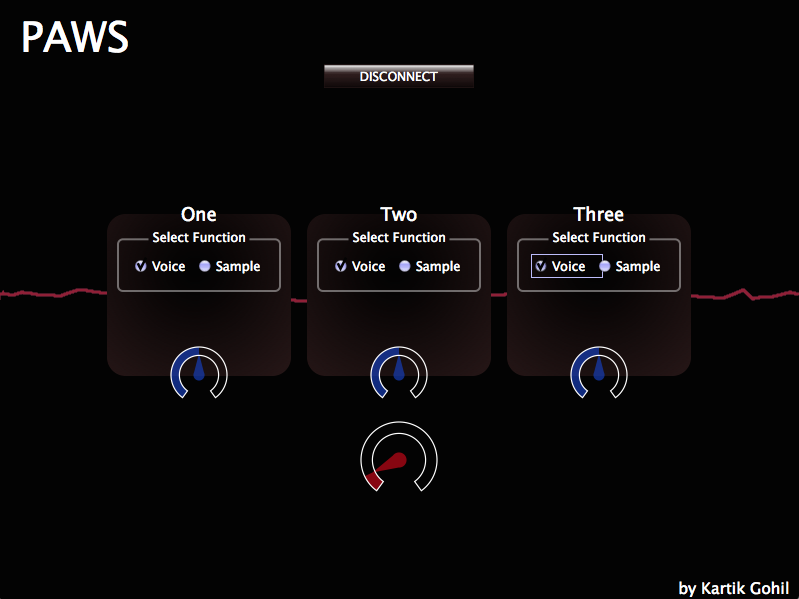 PAWS
DISCONNECT
One
Two
Three
Select Function
Select Function
Select Function
Voice
Sample
Voice
Sample
Voice
Sample
by Kartik Gohil